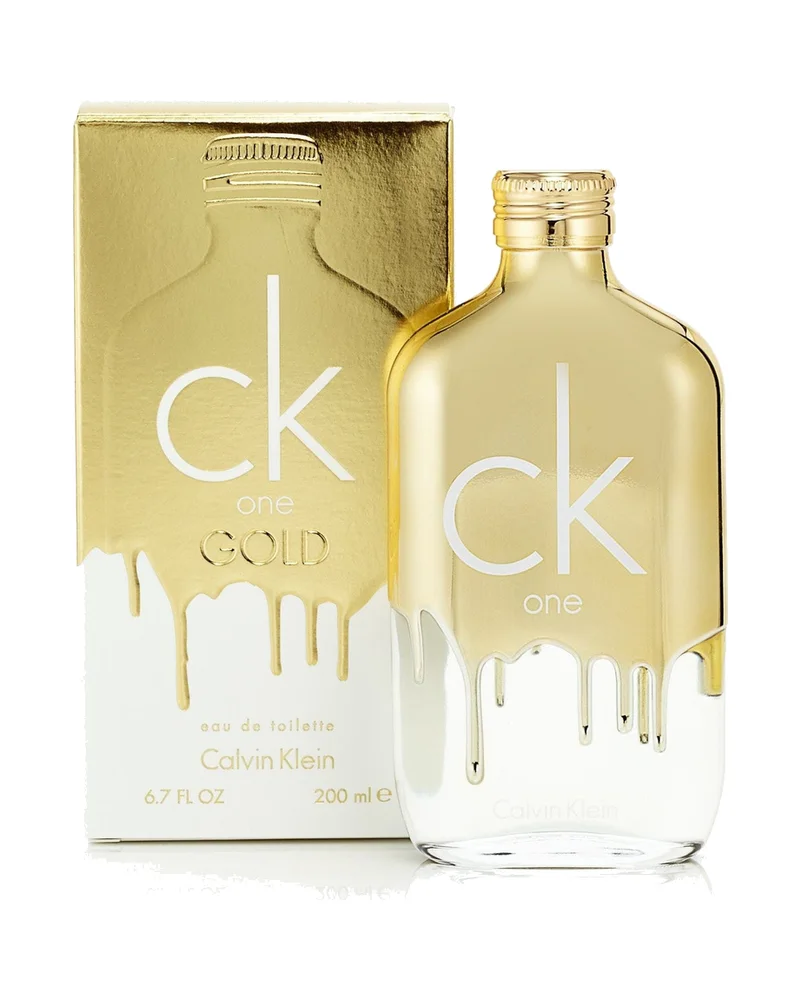 ck
one
GOLD
eau de toilette
Calvin Klein
6.7 FL OZ 200 ml e
ck
one
Calvin Klein